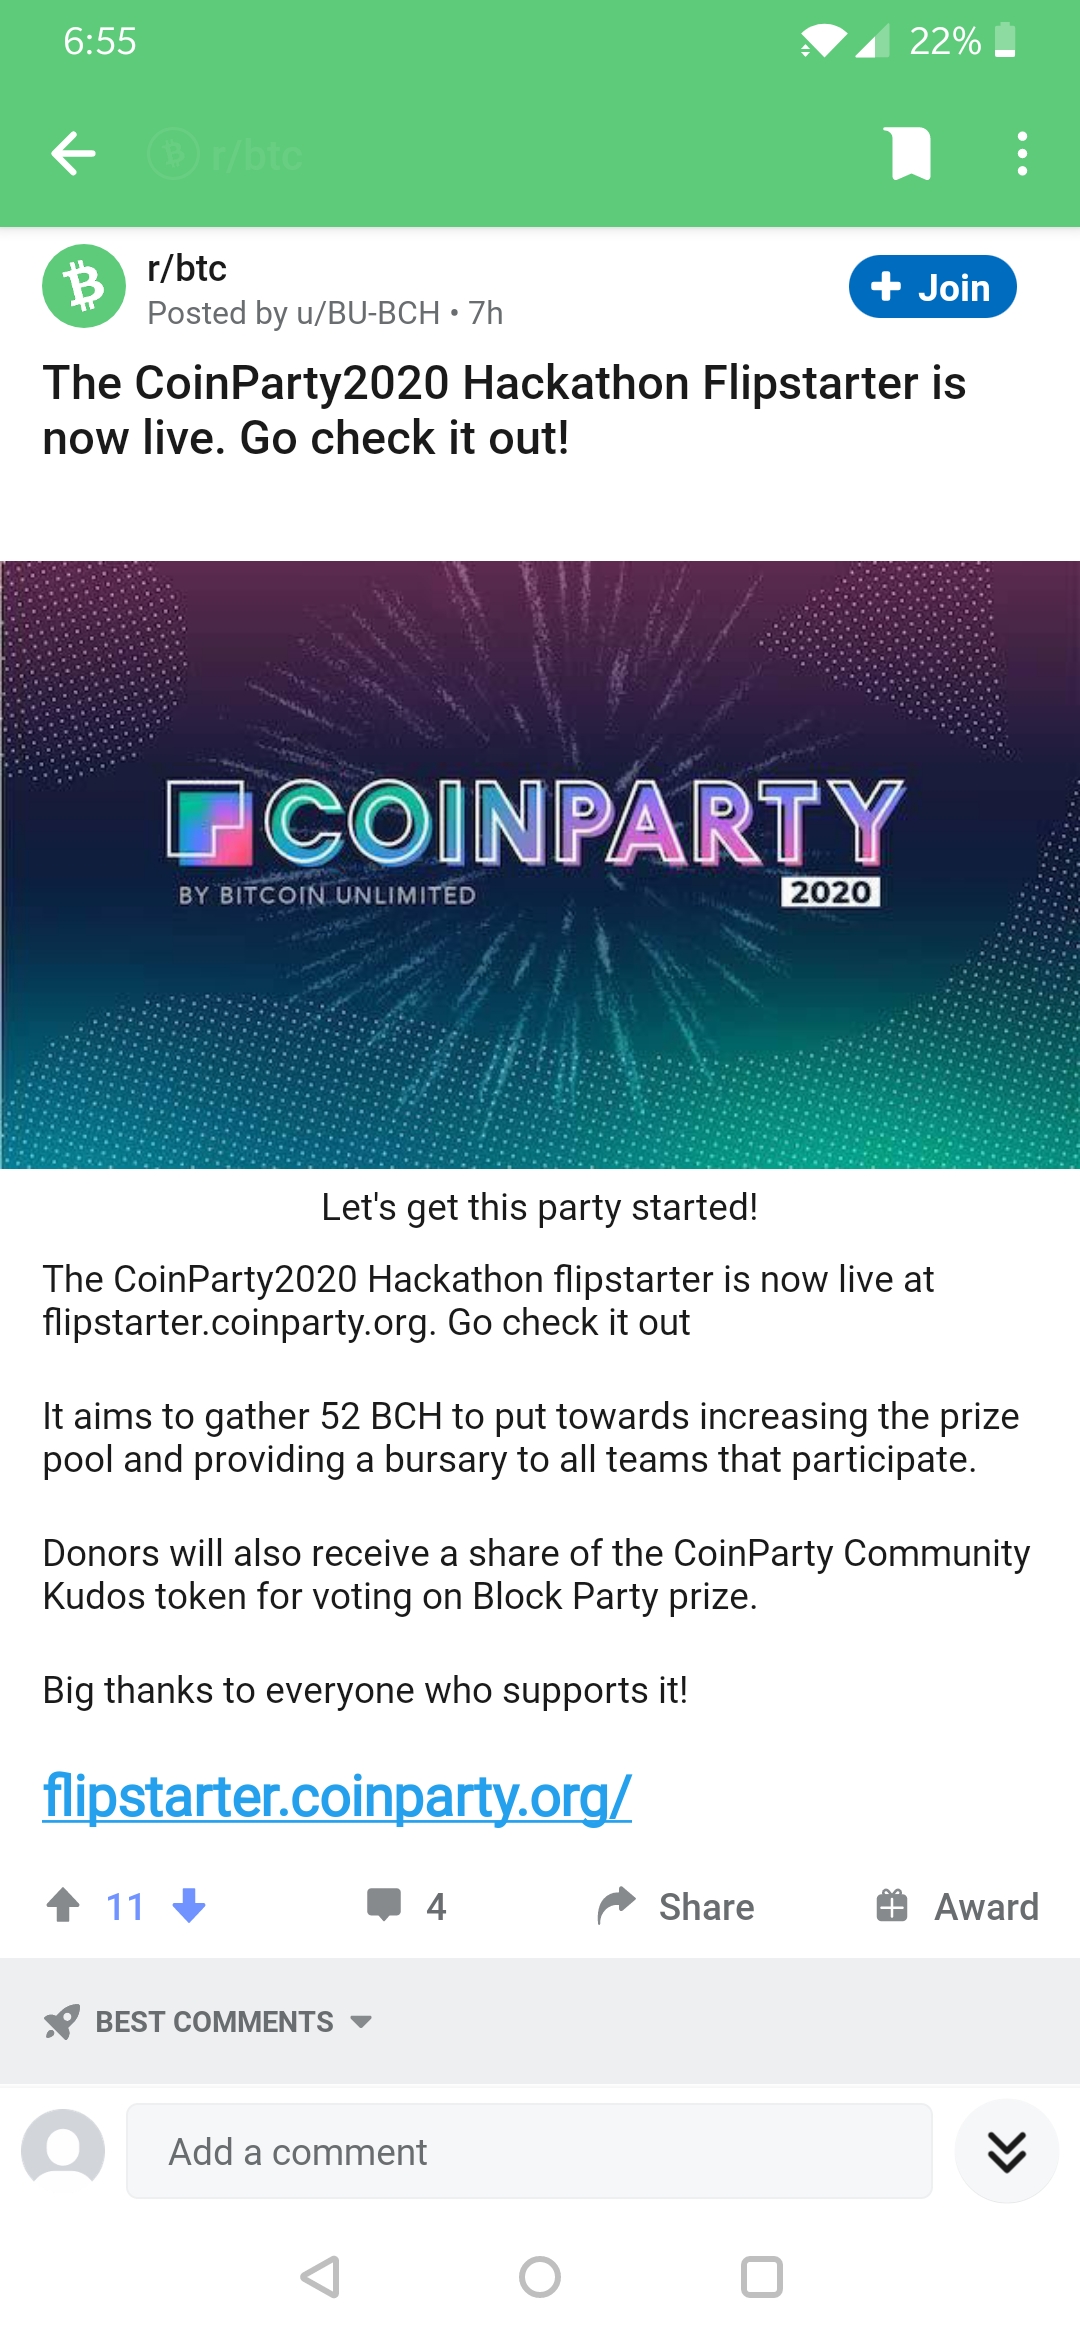 6:55
22%
r/btc
r/btc
Join
Posted by u/BU-BCH • 7h
The CoinParty2020 Hackathon Flipstarter is
now live. Go check it out!
COINPARTY
BY BITCOIN UNLIMITED
2020
Let's get this party started!
The CoinParty2020 Hackathon flipstarter is now live at
flipstarter.coinparty.org. Go check it out
It aims to gather 52 BCH to put towards increasing the prize
pool and providing a bursary to all teams that participate.
Donors will also receive a share of the CoinParty Community
Kudos token for voting on Block Party prize.
Big thanks to everyone who supports it!
flipstarter.coinparty.org/
11
4
Share
Award
BEST COMMENTS
Add a comment